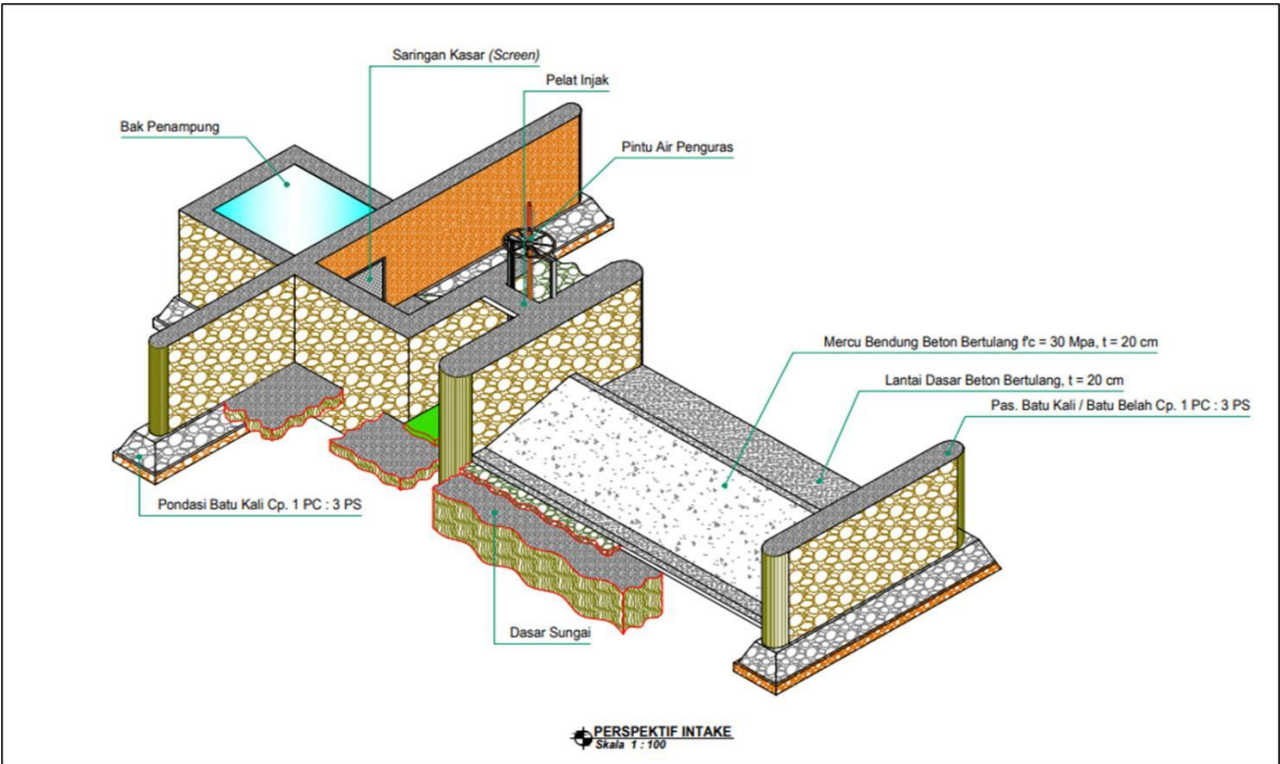 Saringan Kasar (Screen)
Pelat Injak
Bak Penampung
Pintu Air Penguras
Mercu Bendung Beton Bertulang f'c = 30 Mpa, t = 20 cm
Lantai Dasar Beton Bertulang, t = 20 cm
Pas. Batu Kali / Batu Belah Cp. 1 PC : 3 PS
Pondasi Batu Kali Cp. 1 PC : 3 PS
Dasar Sungai
PERSPEKTIF INTAKE
Skala 1 : 100